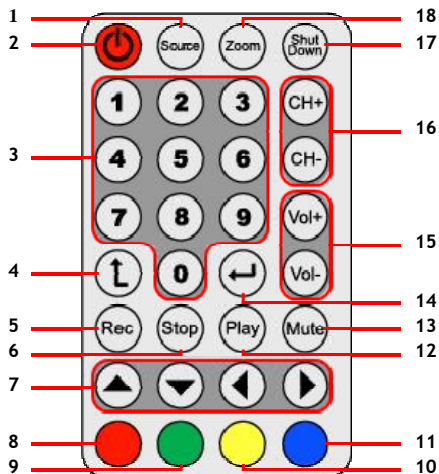 1 18
2 Source Zoom Shut Down 17
1 2 3 CH+ 16
3 4 5 6 CH-
7 8 9 Vol+ 15
4 0 Vol-
14
5 Rec Stop Play Mute 13
6 12
7
8 11
9 10